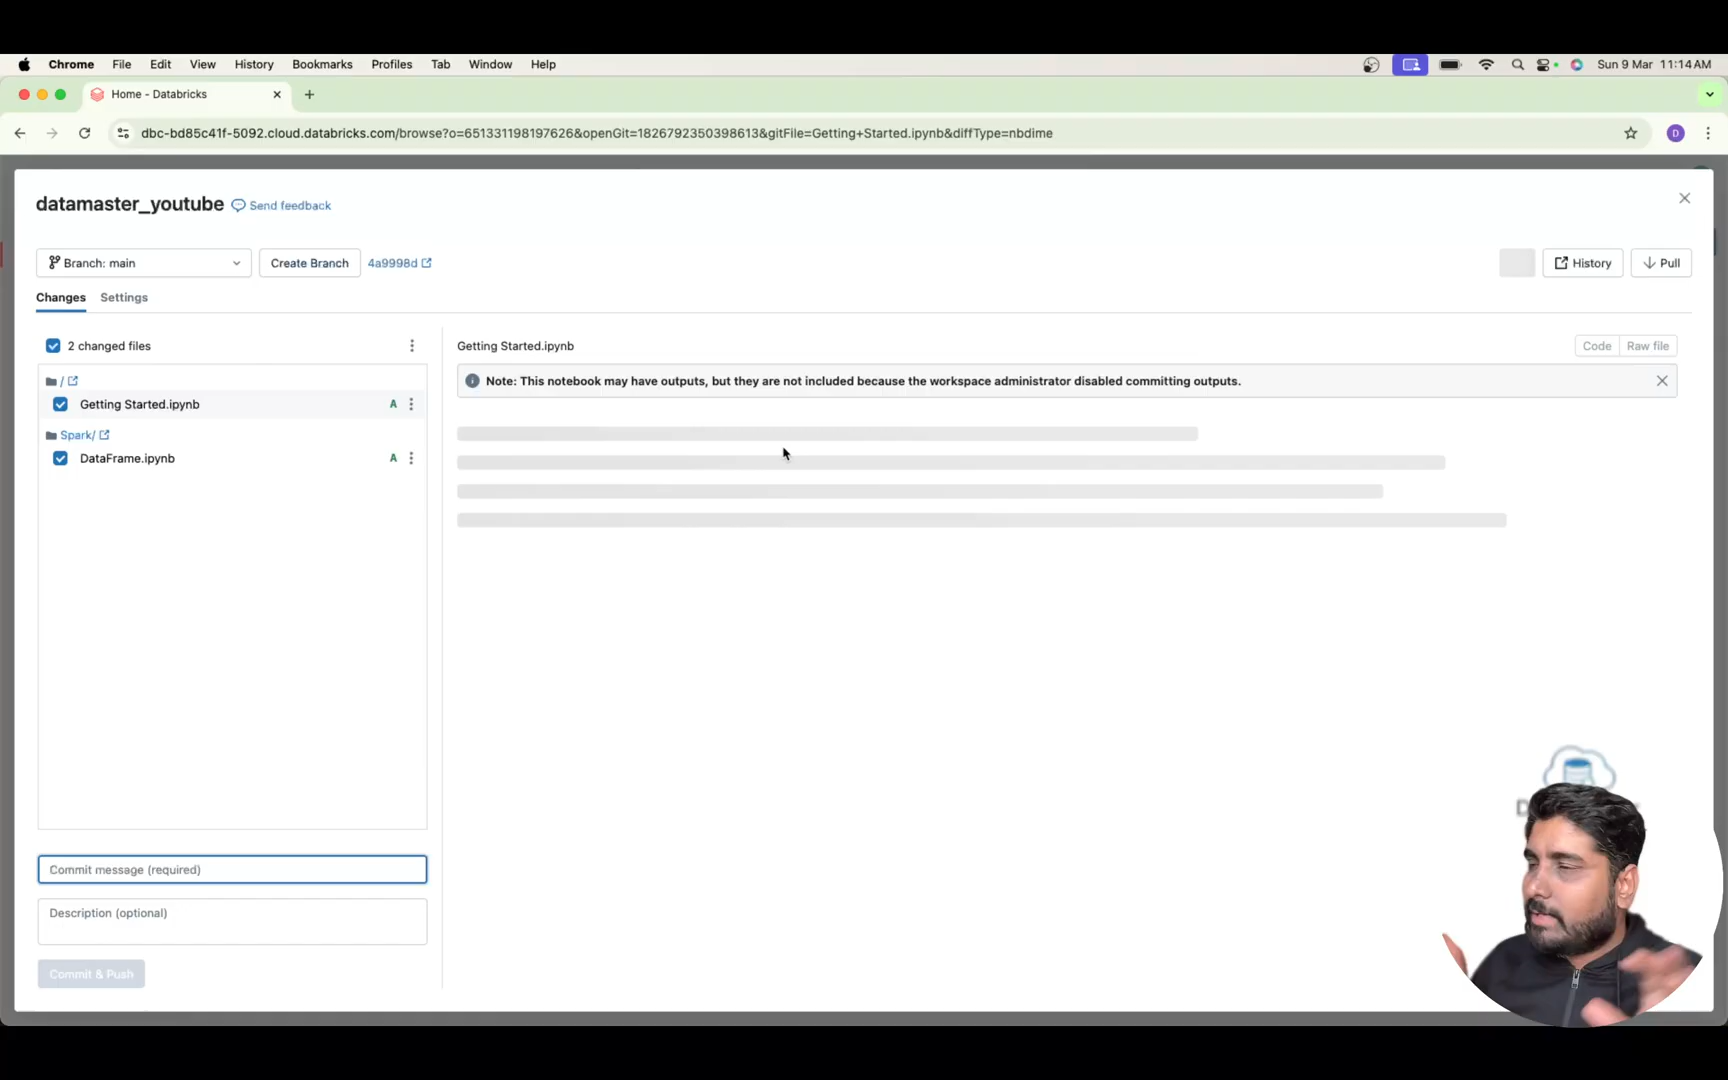 Chrome File Edit View History Bookmarks Profiles Tab Window Help Sun 9 Mar 11:14 AM
Home - Databricks
dbc-bd85c41f-5092.cloud.databricks.com/browse?o=651331198197626&openGit=1826792350398613&gitFile=Getting+Started.ipynb&diffType=nbdime
D
datamaster_youtube Send feedback
Branch: main Create Branch 4a9998d History Pull
Changes Settings
2 changed files Getting Started.ipynb Code Raw file
/ Note: This notebook may have outputs, but they are not included because the workspace administrator disabled committing outputs.
Getting Started.ipynb A
Spark/
DataFrame.ipynb A
Commit message (required)
Description (optional)
Commit & Push